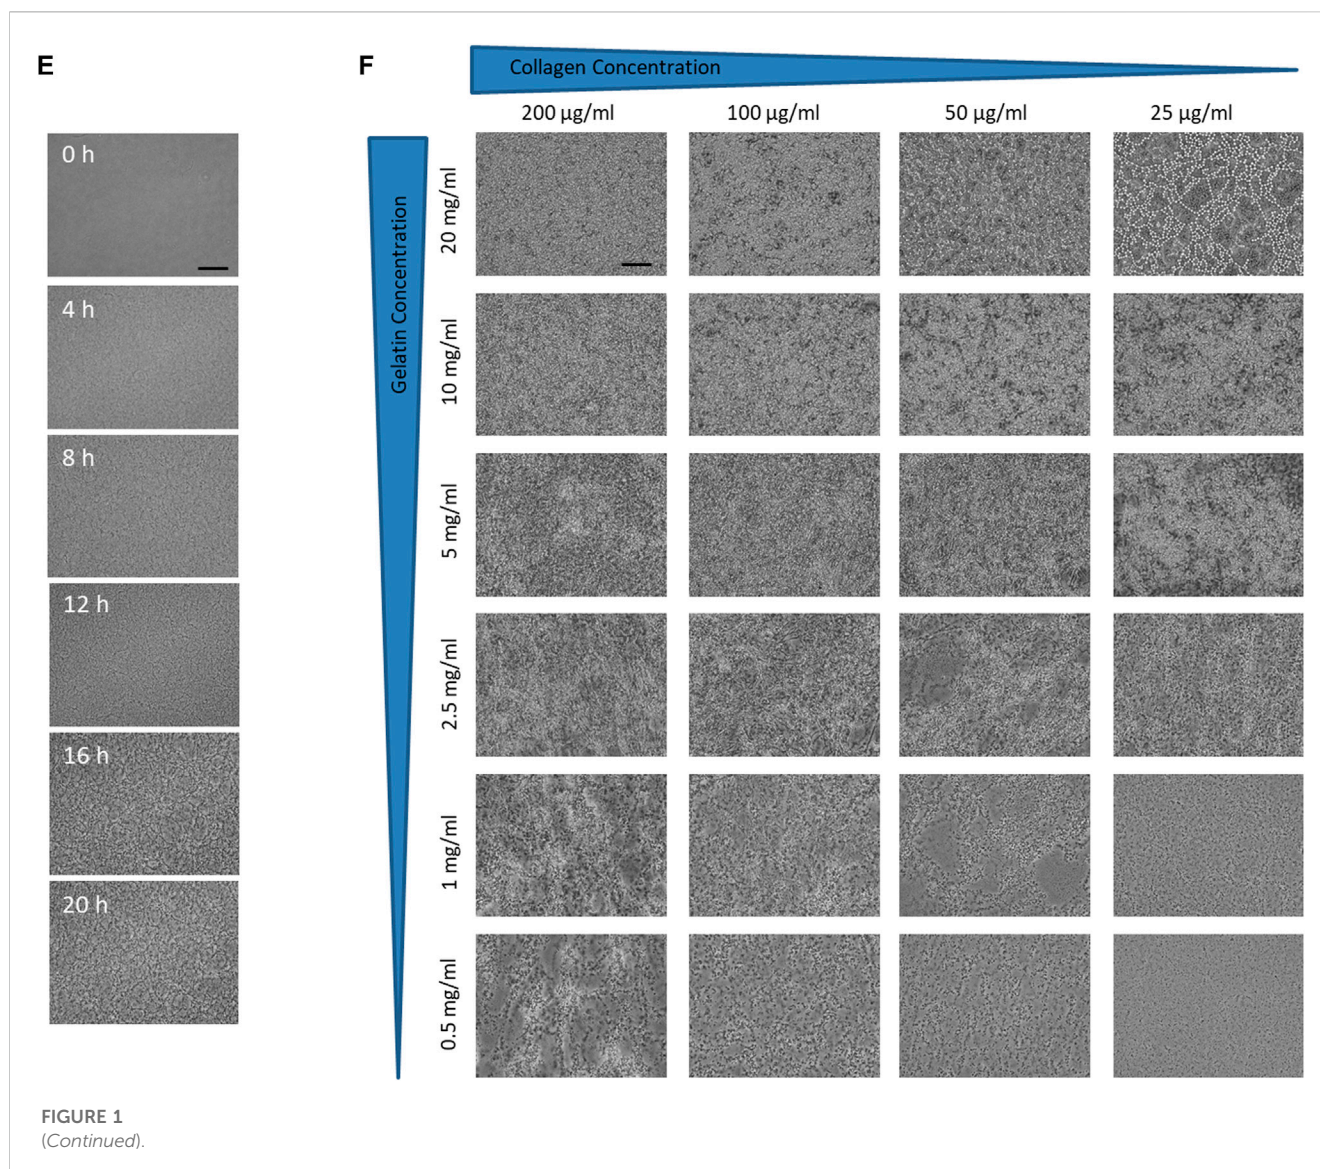 E
F
Collagen Concentration
200 µg/ml 100 µg/ml 50 µg/ml 25 µg/ml
Gelatin Concentration
20 mg/ml
10 mg/ml
5 mg/ml
2.5 mg/ml
1 mg/ml
0.5 mg/ml
0 h
4 h
8 h
12 h
16 h
20 h
FIGURE 1
(Continued).